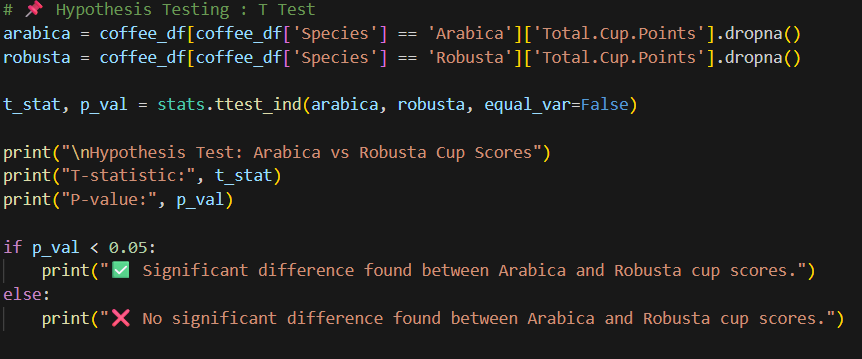 # 📌 Hypothesis Testing : T Test
arabica = coffee_df[coffee_df['Species'] == 'Arabica']['Total.Cup.Points'].dropna()
robusta = coffee_df[coffee_df['Species'] == 'Robusta']['Total.Cup.Points'].dropna()
t_stat, p_val = stats.ttest_ind(arabica, robusta, equal_var=False)
print("\nHypothesis Test: Arabica vs Robusta Cup Scores")
print("T-statistic:", t_stat)
print("P-value:", p_val)
if p_val < 0.05:
    print("✅ Significant difference found between Arabica and Robusta cup scores.")
else:
    print("❌ No significant difference found between Arabica and Robusta cup scores.")